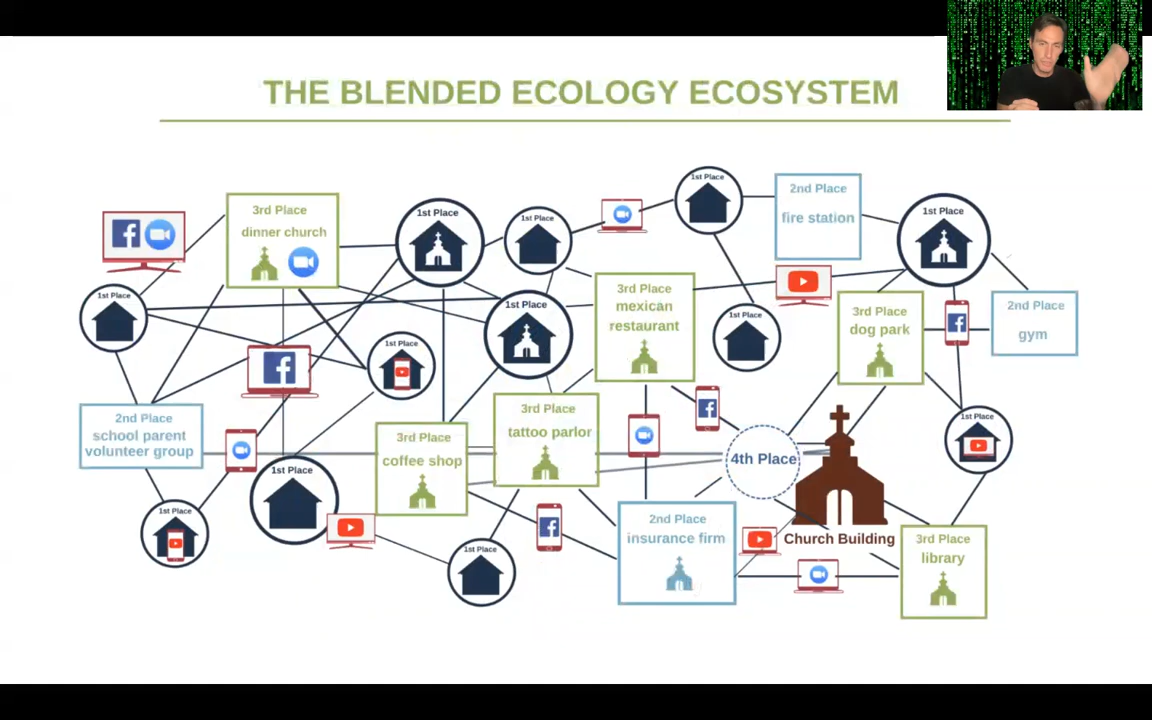 THE BLENDED ECOLOGY ECOSYSTEM
1st Place
2nd Place
fire station
3rd Place
dinner church
1st Place
1st Place
1st Place
1st Place
3rd Place
mexican
restaurant
1st Place
1st Place
3rd Place
dog park
2nd Place
gym
1st Place
2nd Place
school parent
volunteer group
3rd Place
coffee shop
3rd Place
tattoo parlor
4th Place
1st Place
1st Place
1st Place
1st Place
2nd Place
insurance firm
Church Building
3rd Place
library